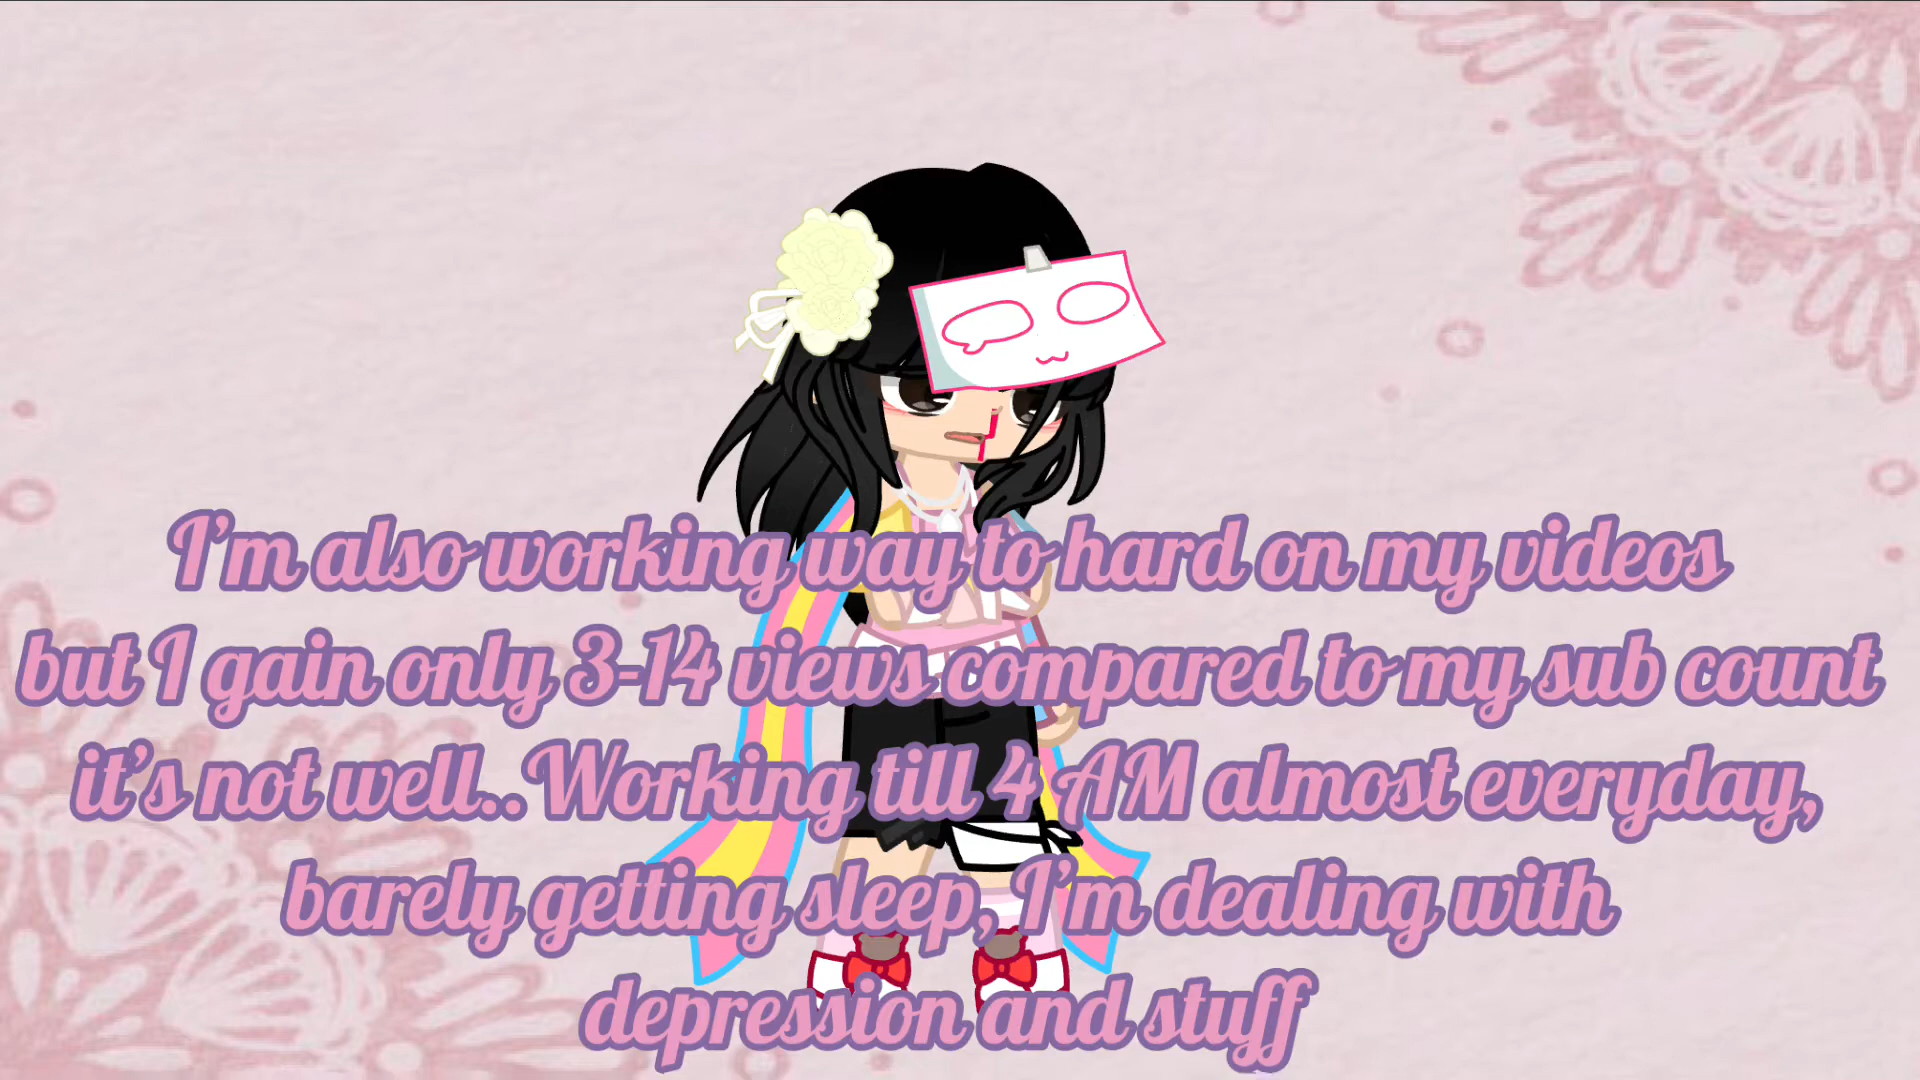 I'm also working way to hard on my videos
but I gain only 3-14 views compared to my sub count
it's not well..Working till 4 AM almost everyday,
barely getting sleep, I'm dealing with
depression and stuff